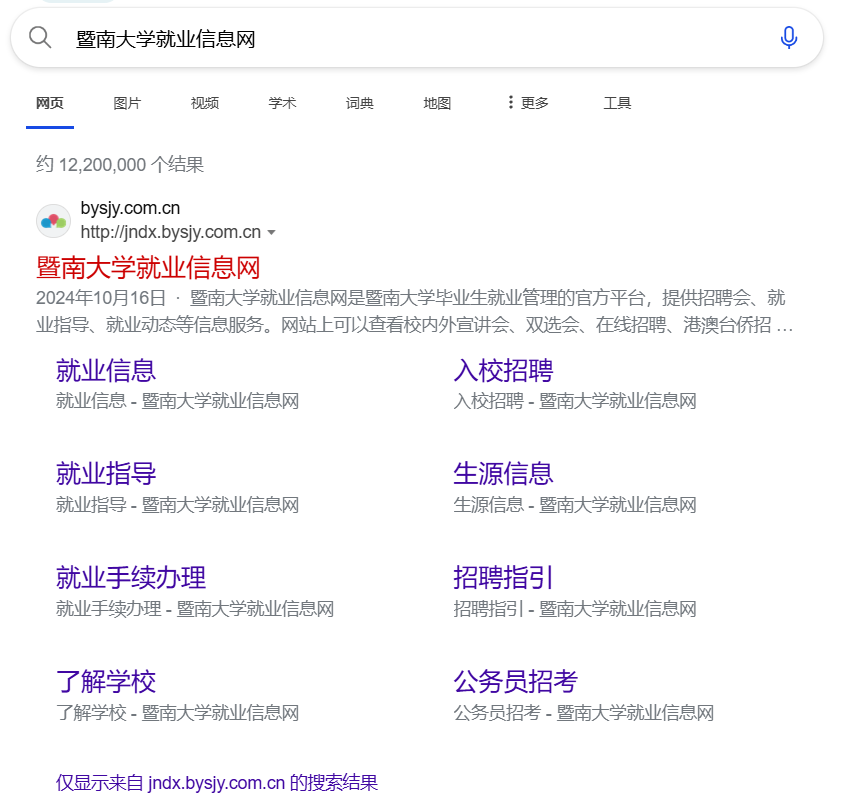 暨南大学就业信息网
网页 图片 视频 学术 词典 地图 更多 工具
约 12,200,000 个结果
bysjy.com.cn
http://jndx.bysjy.com.cn
暨南大学就业信息网
2024年10月16日 · 暨南大学就业信息网是暨南大学毕业生就业管理的官方平台，提供招聘会、就
业指导、就业动态等信息服务。网站上可以查看校内外宣讲会、双选会、在线招聘、港澳台侨招 …
就业信息 入校招聘
就业信息 - 暨南大学就业信息网 入校招聘 - 暨南大学就业信息网
就业指导 生源信息
就业指导 - 暨南大学就业信息网 生源信息 - 暨南大学就业信息网
就业手续办理 招聘指引
就业手续办理 - 暨南大学就业信息网 招聘指引 - 暨南大学就业信息网
了解学校 公务员招考
了解学校 - 暨南大学就业信息网 公务员招考 - 暨南大学就业信息网
仅显示来自 jndx.bysjy.com.cn 的搜索结果